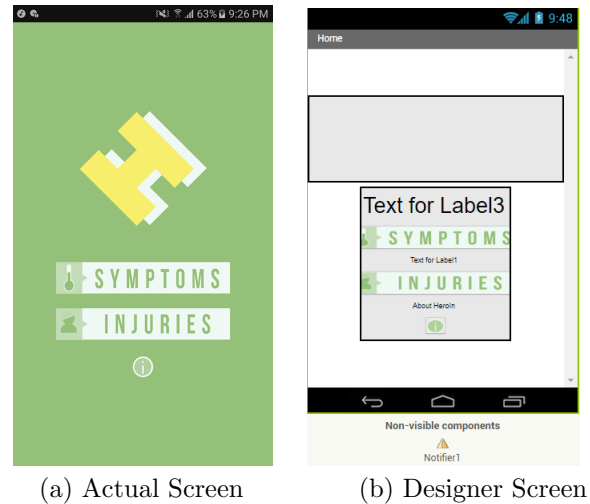 63% 9:26 PM
SYMPTOMS
INJURIES
i
(a) Actual Screen
9:48
Home
Text for Label3
SYMPTOMS
Text for Label1
INJURIES
About HeroIn
i
Non-visible components
Notifier1
(b) Designer Screen